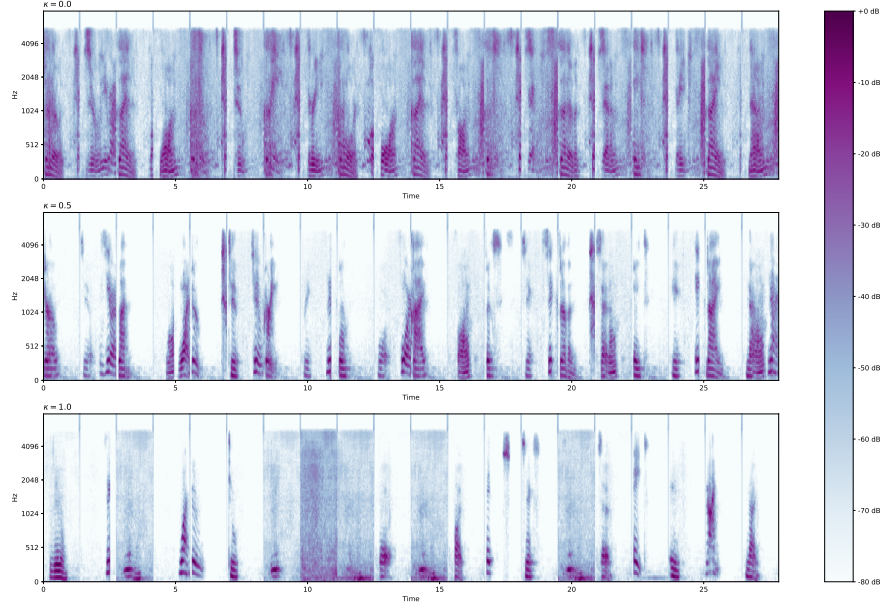 κ = 0.0
4096
2048
1024
512
0
Hz
0 5 10 15 20 25
Time
κ = 0.5
4096
2048
1024
512
0
Hz
0 5 10 15 20 25
Time
κ = 1.0
4096
2048
1024
512
0
Hz
0 5 10 15 20 25
Time
+0 dB
-10 dB
-20 dB
-30 dB
-40 dB
-50 dB
-60 dB
-70 dB
-80 dB